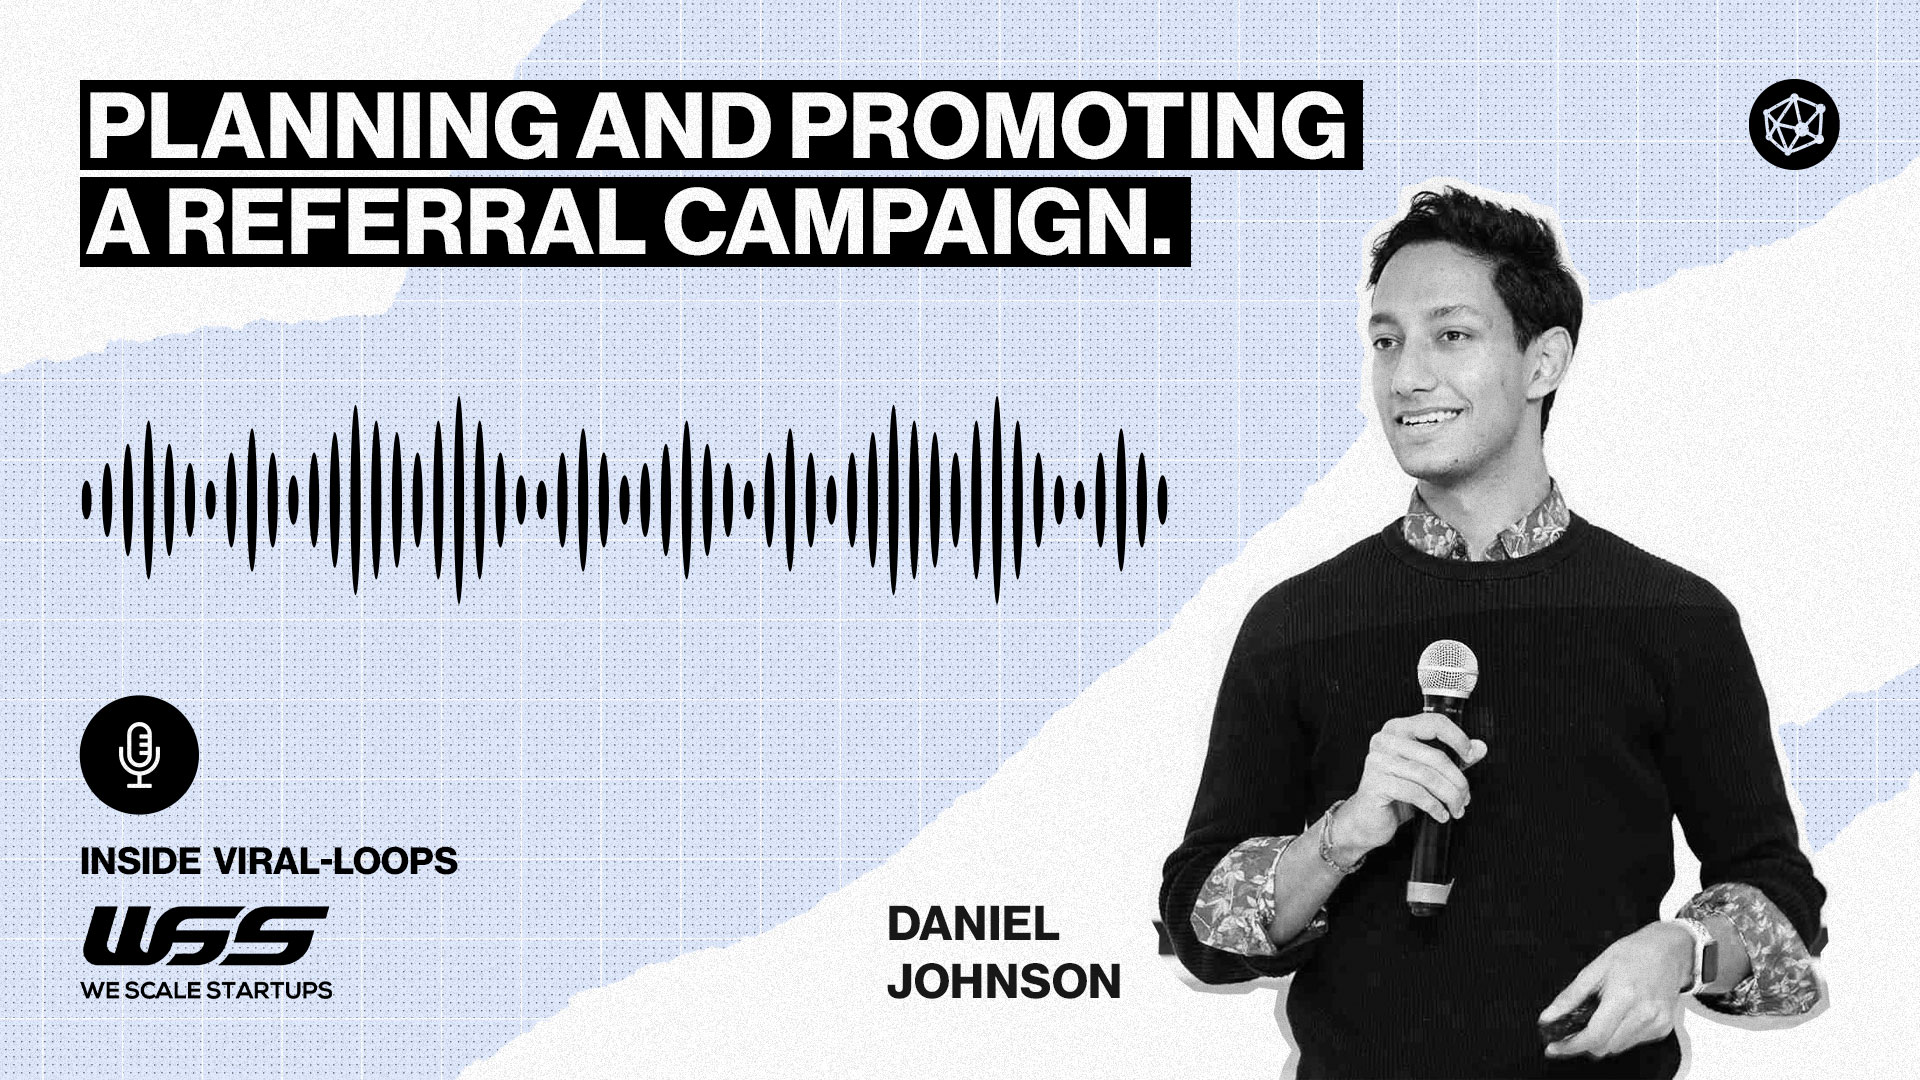 PLANNING AND PROMOTING
A REFERRAL CAMPAIGN.
INSIDE VIRAL-LOOPS
WSS
WE SCALE STARTUPS
DANIEL
JOHNSON